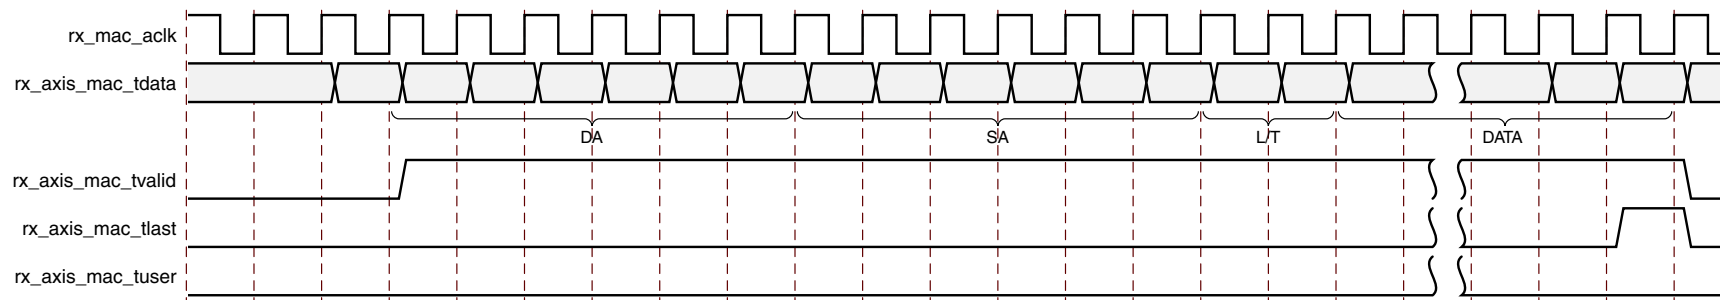 rx_mac_aclk
rx_axis_mac_tdata
DA SA L/T DATA
rx_axis_mac_tvalid
rx_axis_mac_tlast
rx_axis_mac_tuser